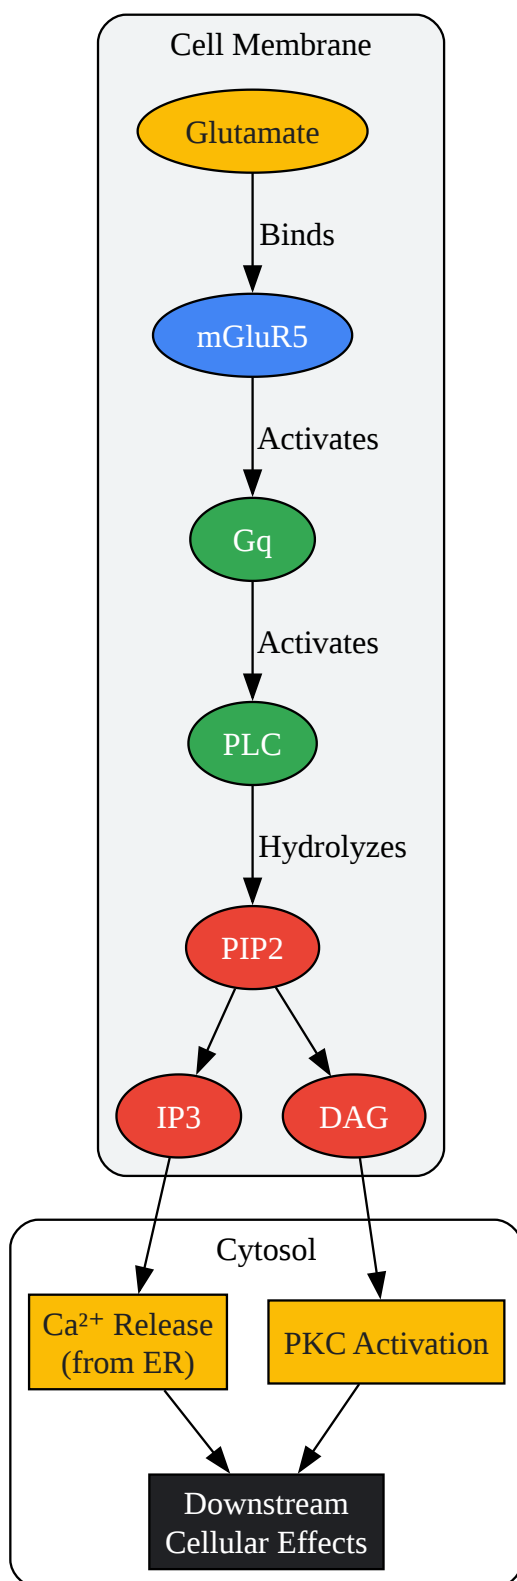 Cell Membrane
Glutamate
Binds
mGluR5
Activates
Gq
Activates
PLC
Hydrolyzes
PIP2
IP3
DAG
Cytosol
Ca²⁺ Release
(from ER)
PKC Activation
Downstream
Cellular Effects